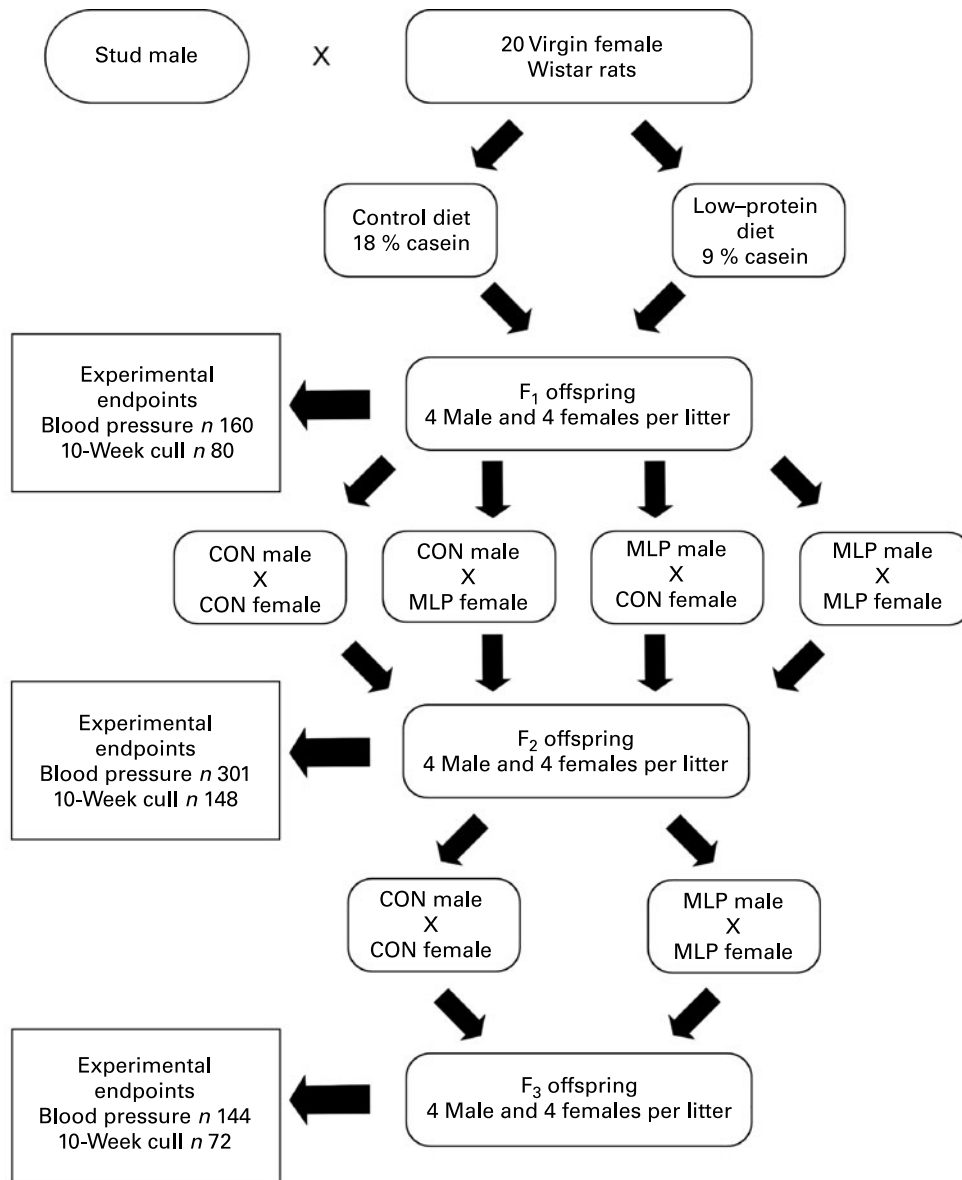 Stud male
X
20 Virgin female
Wistar rats
Control diet
18 % casein
Low–protein
diet
9 % casein
Experimental
endpoints
Blood pressure n 160
10-Week cull n 80
F₁ offspring
4 Male and 4 females per litter
CON male
X
CON female
CON male
X
MLP female
MLP male
X
CON female
MLP male
X
MLP female
Experimental
endpoints
Blood pressure n 301
10-Week cull n 148
F₂ offspring
4 Male and 4 females per litter
CON male
X
CON female
MLP male
X
MLP female
Experimental
endpoints
Blood pressure n 144
10-Week cull n 72
F₃ offspring
4 Male and 4 females per litter